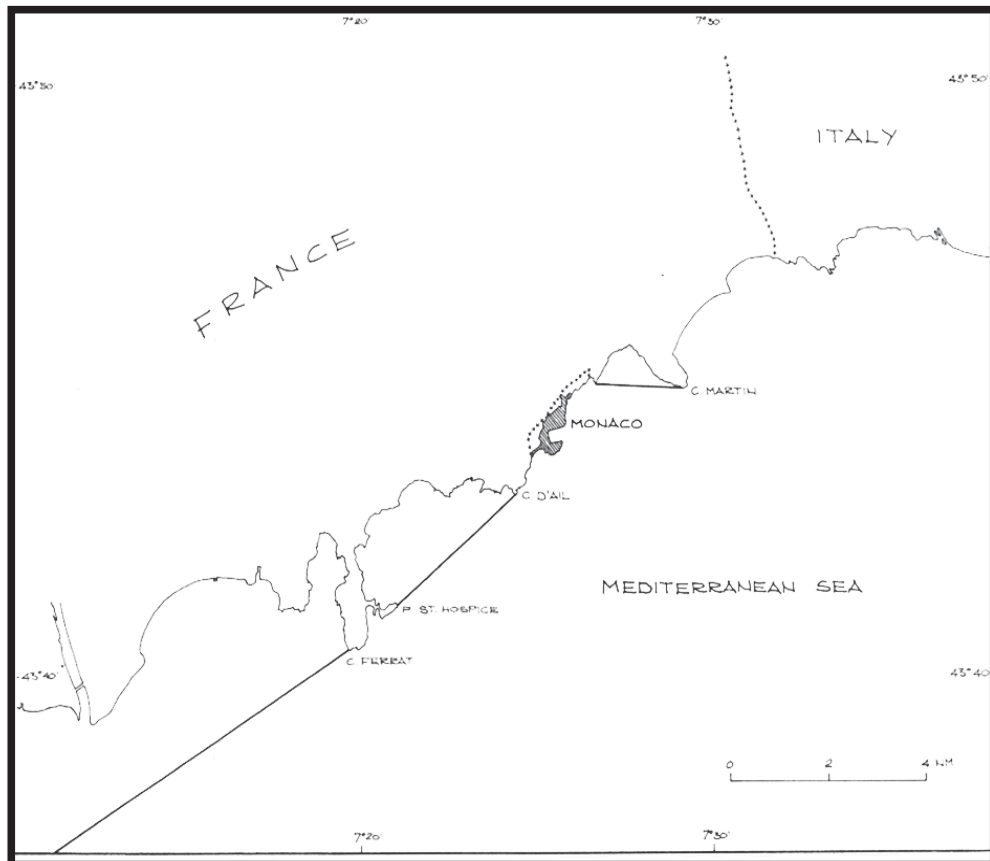 7°20'
7°30'
43°50'
43°50'
ITALY
FRANCE
C. MARTIN
MONACO
C. D'AIL
MEDITERRANEAN SEA
P. ST. HOSPICE
C. FERRAT
43°40'
43°40'
0 2 4 NM
7°20'
7°30'